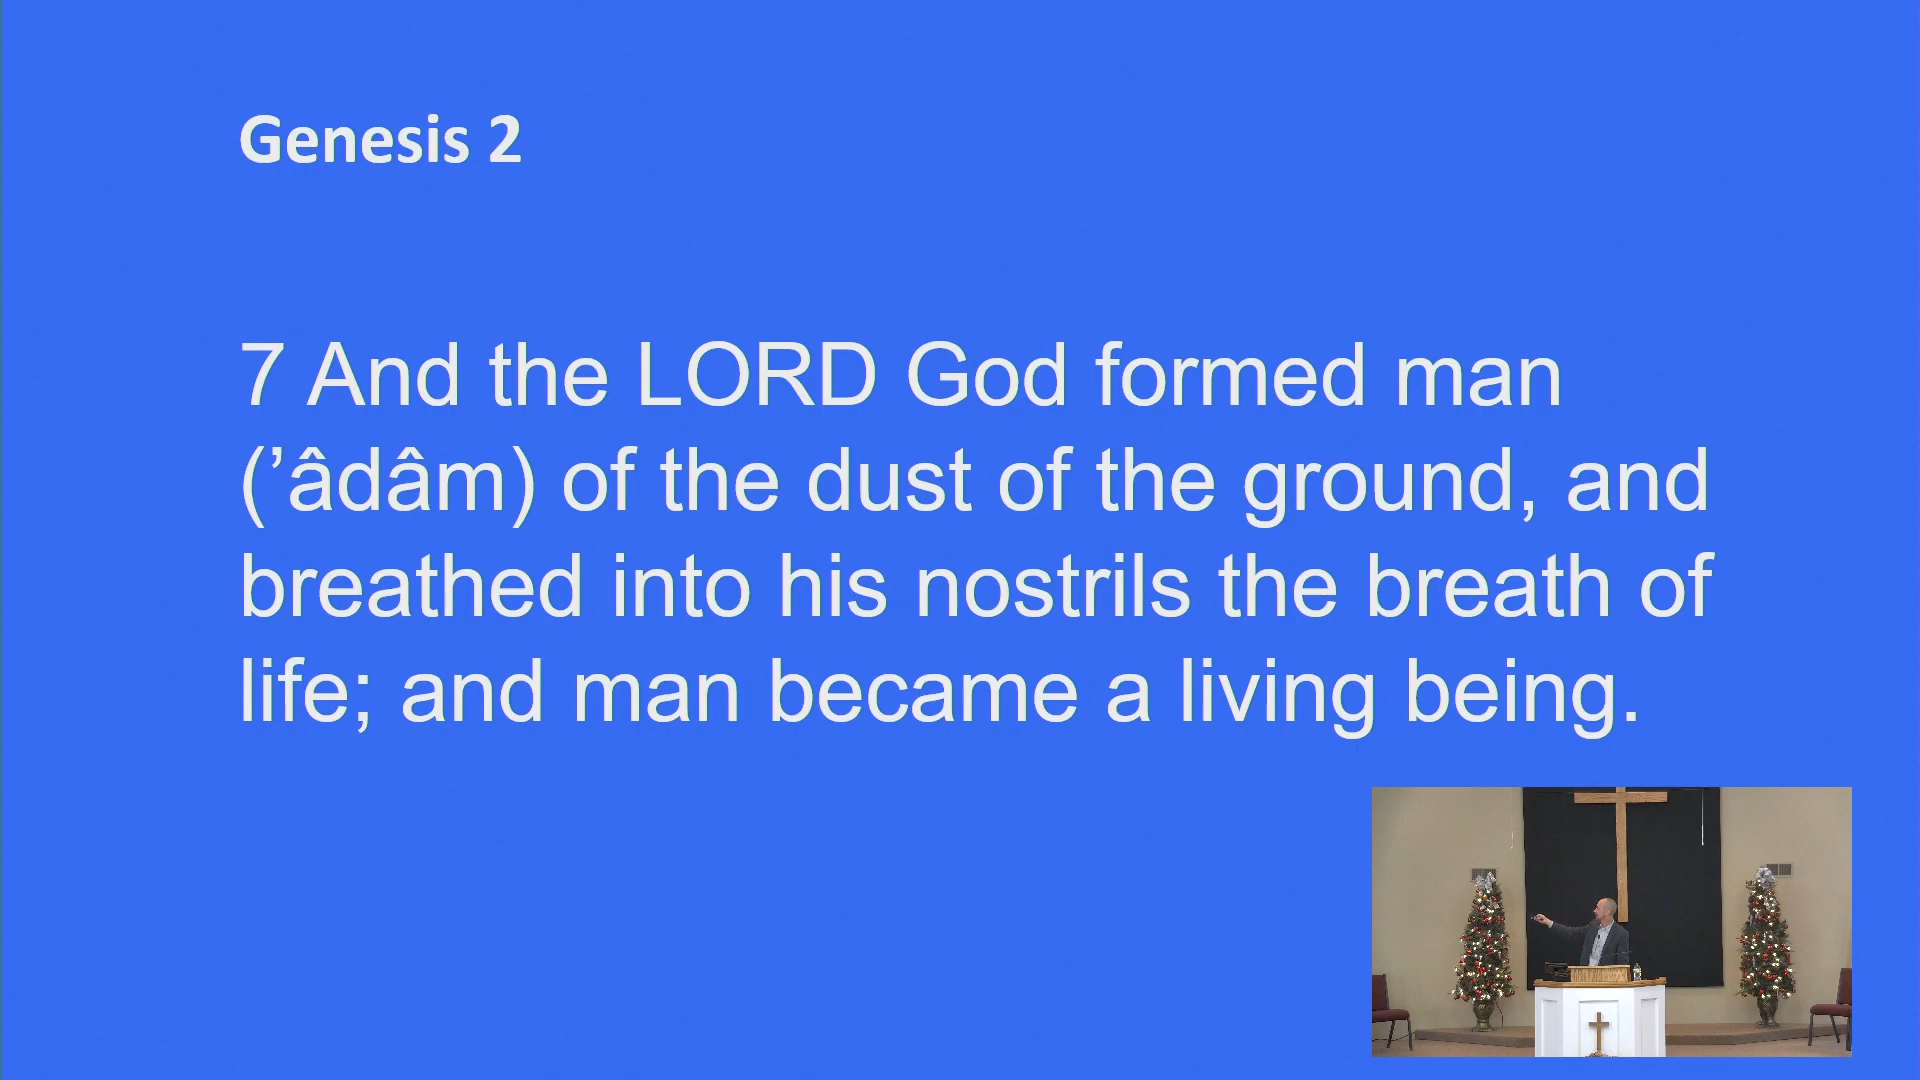 Genesis 2
7 And the LORD God formed man
(’âdâm) of the dust of the ground, and
breathed into his nostrils the breath of
life; and man became a living being.